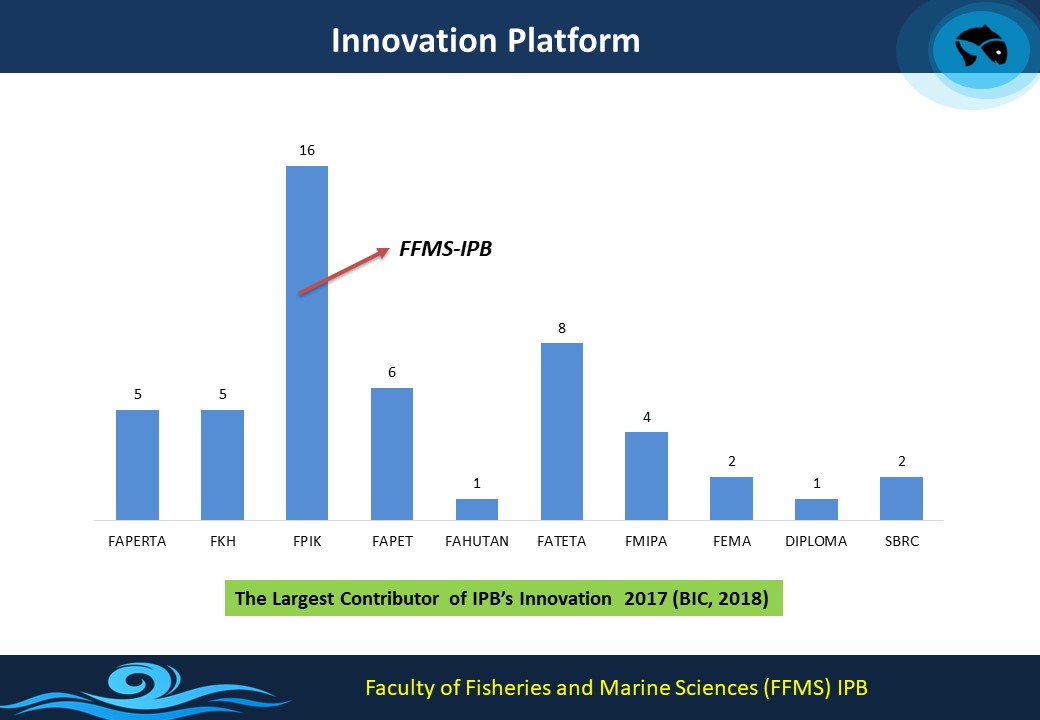 Innovation Platform
16
FFMS-IPB
8
6
5 5
4
2 2
1 1
FAPERTA FKH FPIK FAPET FAHUTAN FATETA FMIPA FEMA DIPLOMA SBRC
The Largest Contributor of IPB’s Innovation 2017 (BIC, 2018)
Faculty of Fisheries and Marine Sciences (FFMS) IPB